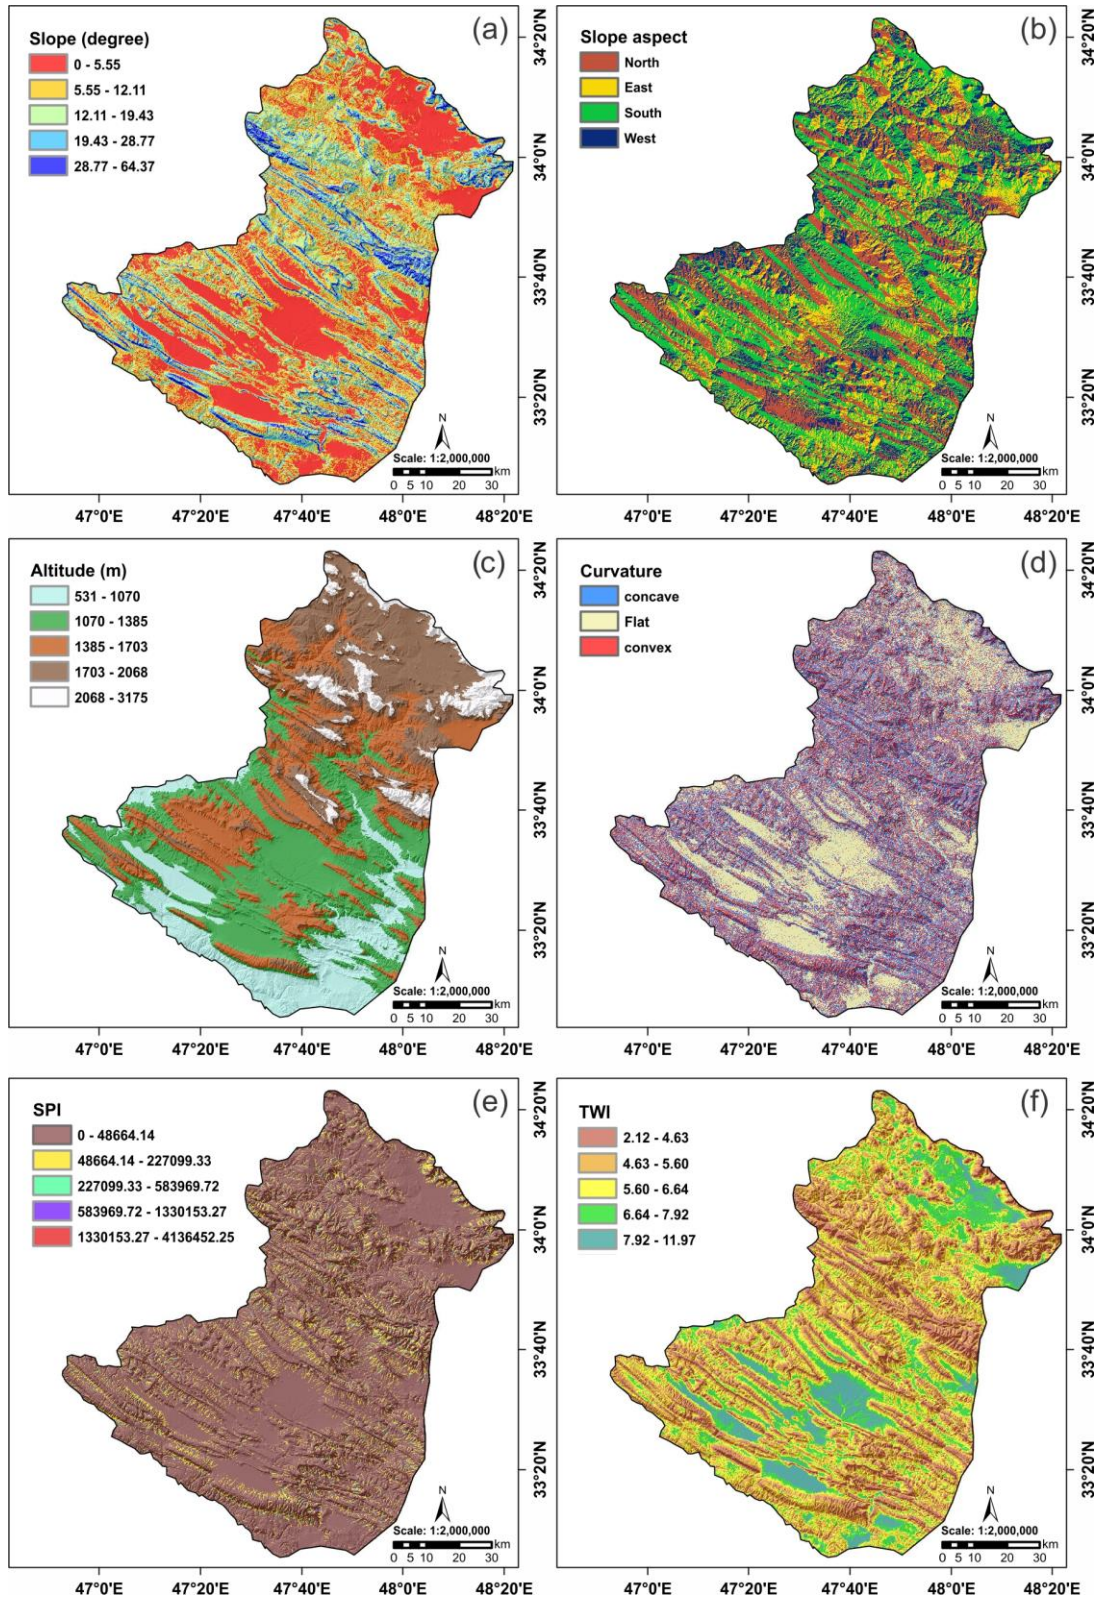 Slope (degree)
0 - 5.55
5.55 - 12.11
12.11 - 19.43
19.43 - 28.77
28.77 - 64.37
(a)
34°20'N
34°0'N
33°40'N
33°20'N
N
Scale: 1:2,000,000
km
0 5 10 20 30
47°0'E 47°20'E 47°40'E 48°0'E 48°20'E
Slope aspect
North
East
South
West
(b)
34°20'N
34°0'N
33°40'N
33°20'N
N
Scale: 1:2,000,000
km
0 5 10 20 30
47°0'E 47°20'E 47°40'E 48°0'E 48°20'E
Altitude (m)
531 - 1070
1070 - 1385
1385 - 1703
1703 - 2068
2068 - 3175
(c)
34°20'N
34°0'N
33°40'N
33°20'N
N
Scale: 1:2,000,000
km
0 5 10 20 30
47°0'E 47°20'E 47°40'E 48°0'E 48°20'E
Curvature
concave
Flat
convex
(d)
34°20'N
34°0'N
33°40'N
33°20'N
N
Scale: 1:2,000,000
km
0 5 10 20 30
47°0'E 47°20'E 47°40'E 48°0'E 48°20'E
SPI
0 - 48664.14
48664.14 - 227099.33
227099.33 - 583969.72
583969.72 - 1330153.27
1330153.27 - 4136452.25
(e)
34°20'N
34°0'N
33°40'N
33°20'N
N
Scale: 1:2,000,000
km
0 5 10 20 30
47°0'E 47°20'E 47°40'E 48°0'E 48°20'E
TWI
2.12 - 4.63
4.63 - 5.60
5.60 - 6.64
6.64 - 7.92
7.92 - 11.97
(f)
34°20'N
34°0'N
33°40'N
33°20'N
N
Scale: 1:2,000,000
km
0 5 10 20 30
47°0'E 47°20'E 47°40'E 48°0'E 48°20'E